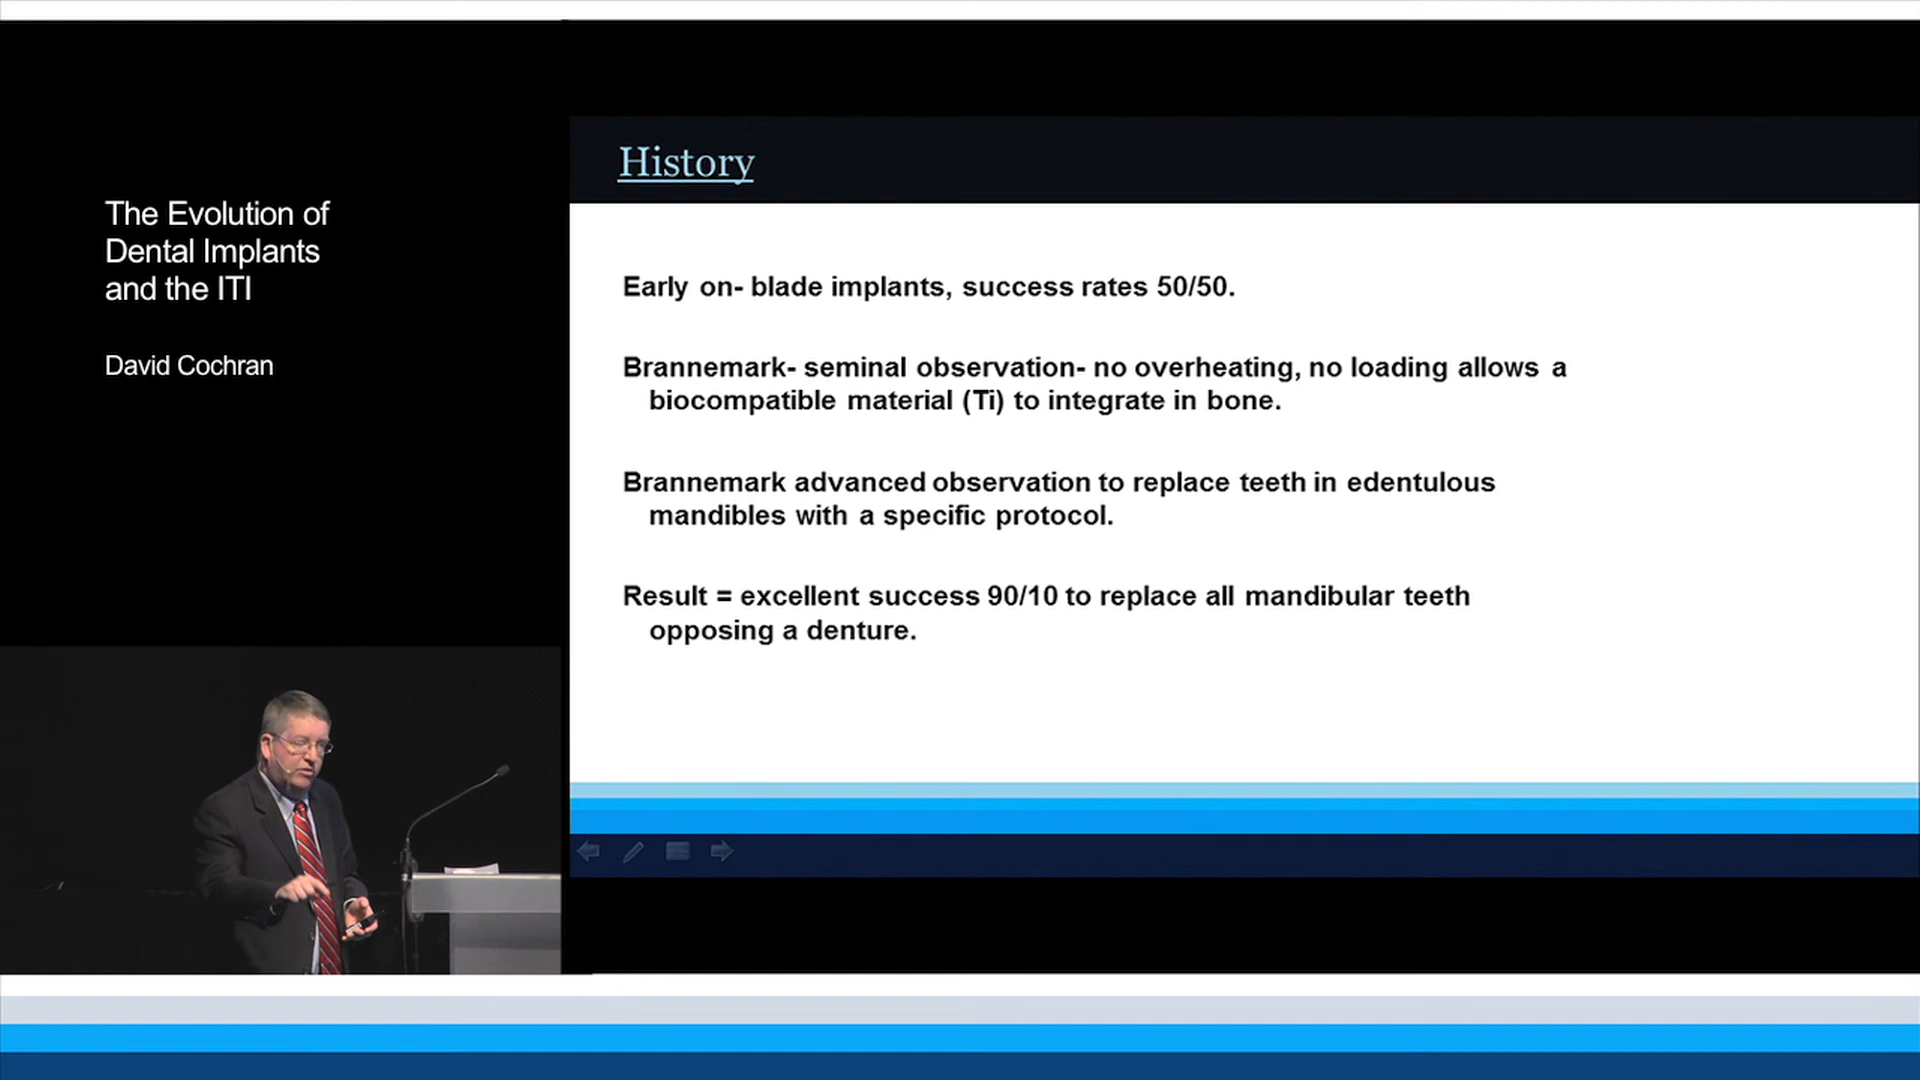 The Evolution of
Dental Implants
and the ITI
David Cochran
History
Early on- blade implants, success rates 50/50.
Brannemark- seminal observation- no overheating, no loading allows a
biocompatible material (Ti) to integrate in bone.
Brannemark advanced observation to replace teeth in edentulous
mandibles with a specific protocol.
Result = excellent success 90/10 to replace all mandibular teeth
opposing a denture.